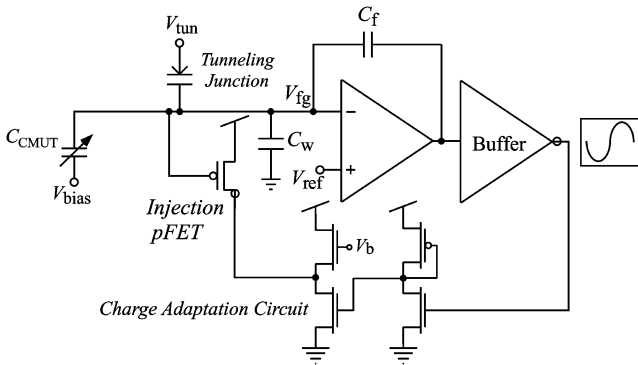 V_tun
Tunneling
Junction
C_f
V_fg
C_CMUT
V_bias
C_w
V_ref
−
+
Buffer
Injection
pFET
V_b
Charge Adaptation Circuit